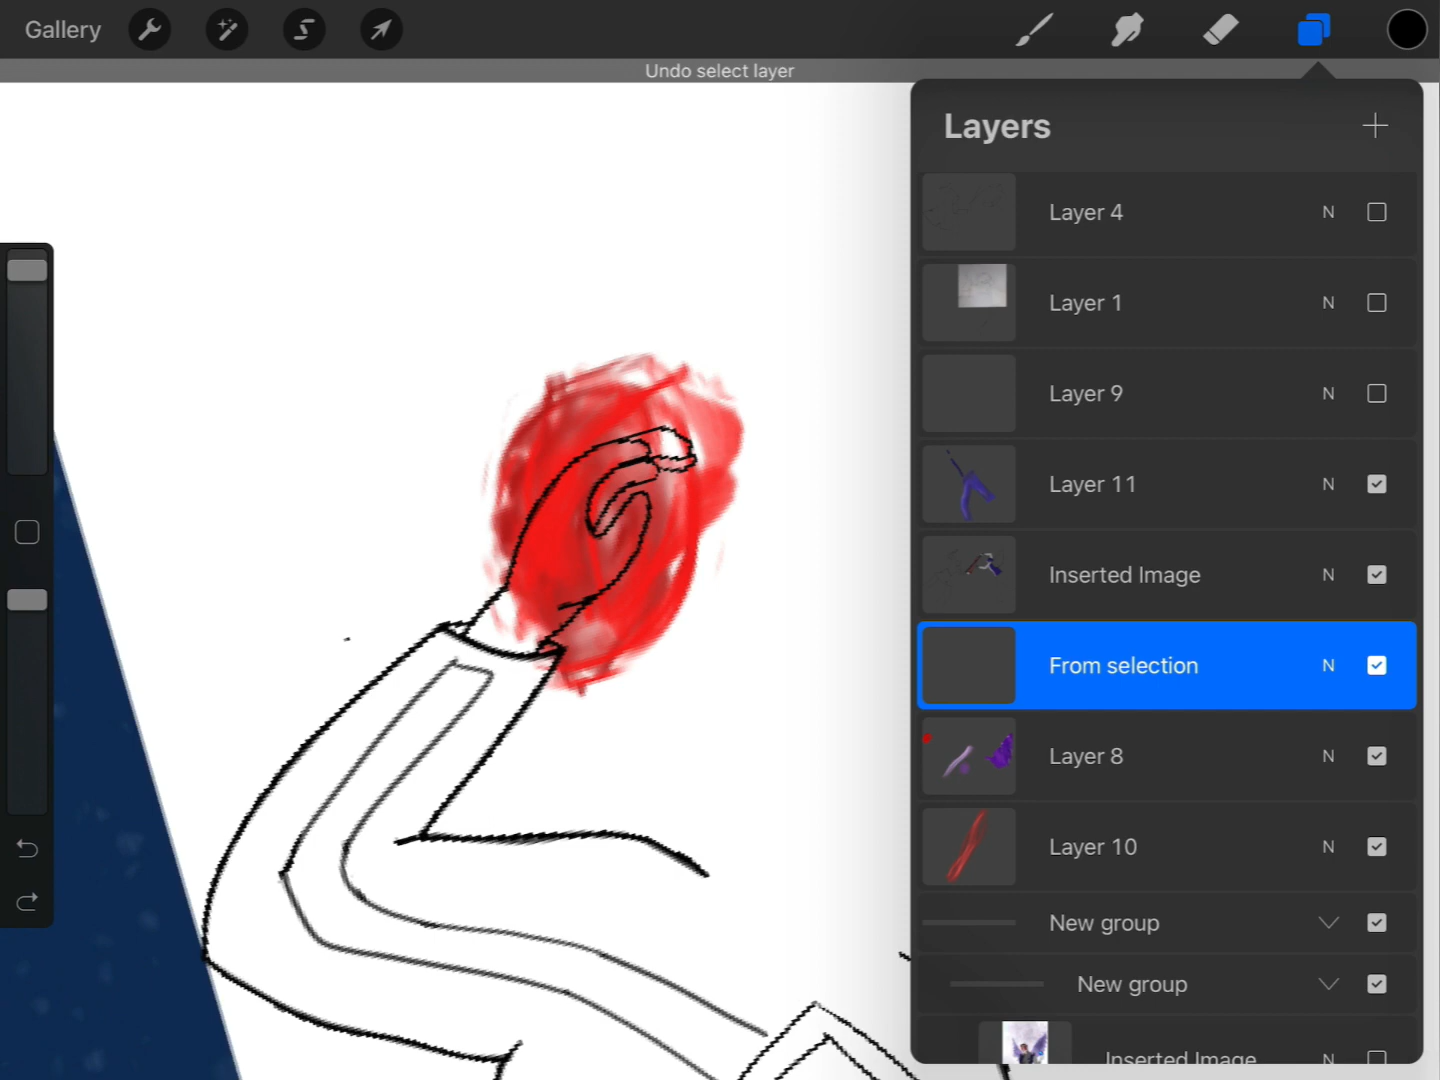 Gallery
Undo select layer
Layers
Layer 4 N
Layer 1 N
Layer 9 N
Layer 11 N
Inserted Image N
From selection N
Layer 8 N
Layer 10 N
New group
New group
Inserted Image N